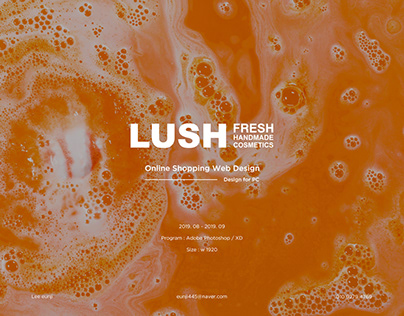 LUSH FRESH
HANDMADE
COSMETICS
Online Shopping Web Design
Design for PC
2019. 08 - 2019. 09
Program : Adobe Photoshop / XD
Size : w 1920
Lee eunji
eunji445@naver.com